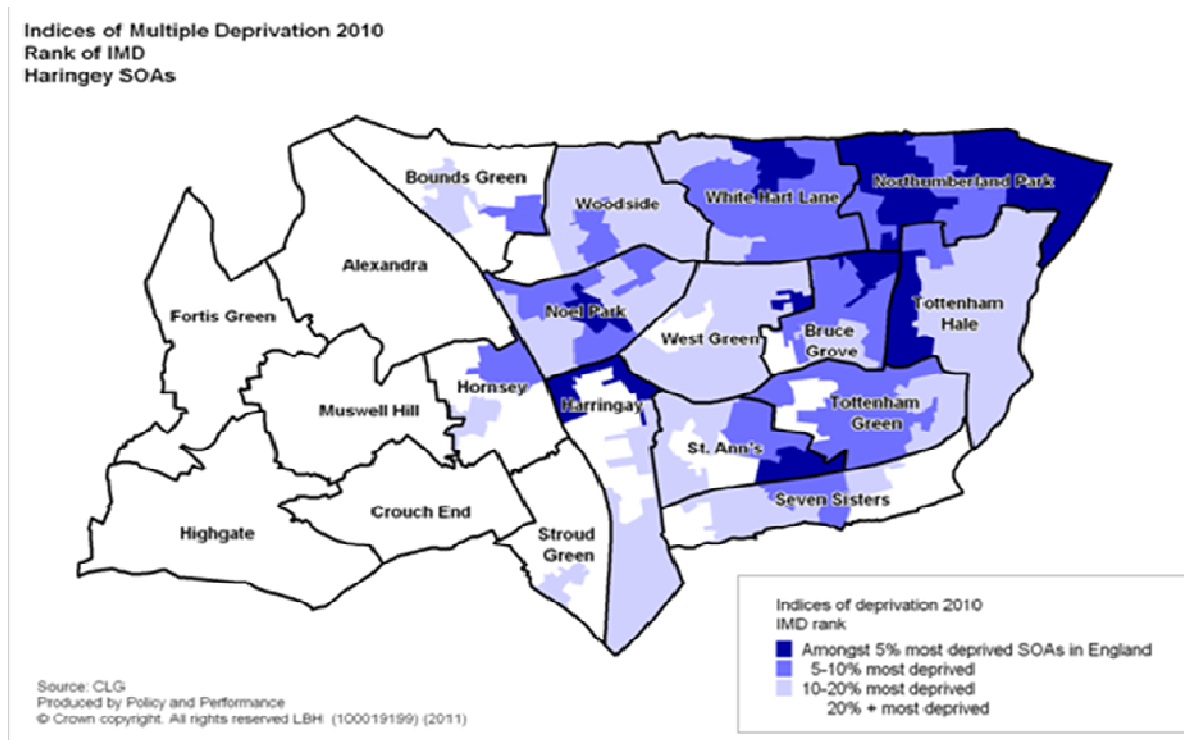 Indices of Multiple Deprivation 2010
Rank of IMD
Haringey SOAs
Bounds Green
Woodside
White Hart Lane
Northumberland Park
Alexandra
Fortis Green
Noel Park
West Green
Bruce
Grove
Tottenham
Hale
Muswell Hill
Hornsey
Harringay
Tottenham
Green
St. Ann's
Seven Sisters
Highgate
Crouch End
Stroud
Green
Indices of deprivation 2010
IMD rank
Amongst 5% most deprived SOAs in England
5-10% most deprived
10-20% most deprived
20% + most deprived
Source: CLG
Produced by Policy and Performance
© Crown copyright. All rights reserved LBH (100019199) (2011)